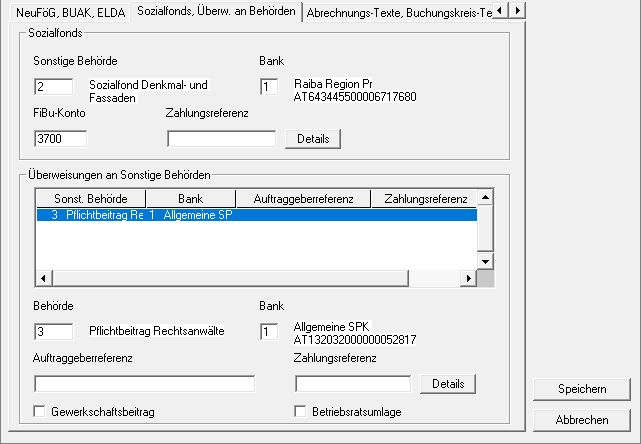 NeuFöG, BUAK, ELDA Sozialfonds, Überw. an Behörden Abrechnungs-Texte, Buchungskreis-Te
Sozialfonds
Sonstige Behörde Bank
2 Sozialfond Denkmal- und Fassaden 1 Raiba Region Pr
AT643445500006717680
FiBu-Konto Zahlungsreferenz
3700 Details
Überweisungen an Sonstige Behörden
Sonst. Behörde Bank Auftraggeberreferenz Zahlungsreferenz
3 Pflichtbeitrag Re 1 Allgemeine SP
Behörde Bank
3 Pflichtbeitrag Rechtsanwälte 1 Allgemeine SPK
AT132032000000052817
Auftraggeberreferenz Zahlungsreferenz
Details
Gewerkschaftsbeitrag Betriebsratsumlage
Speichern
Abbrechen